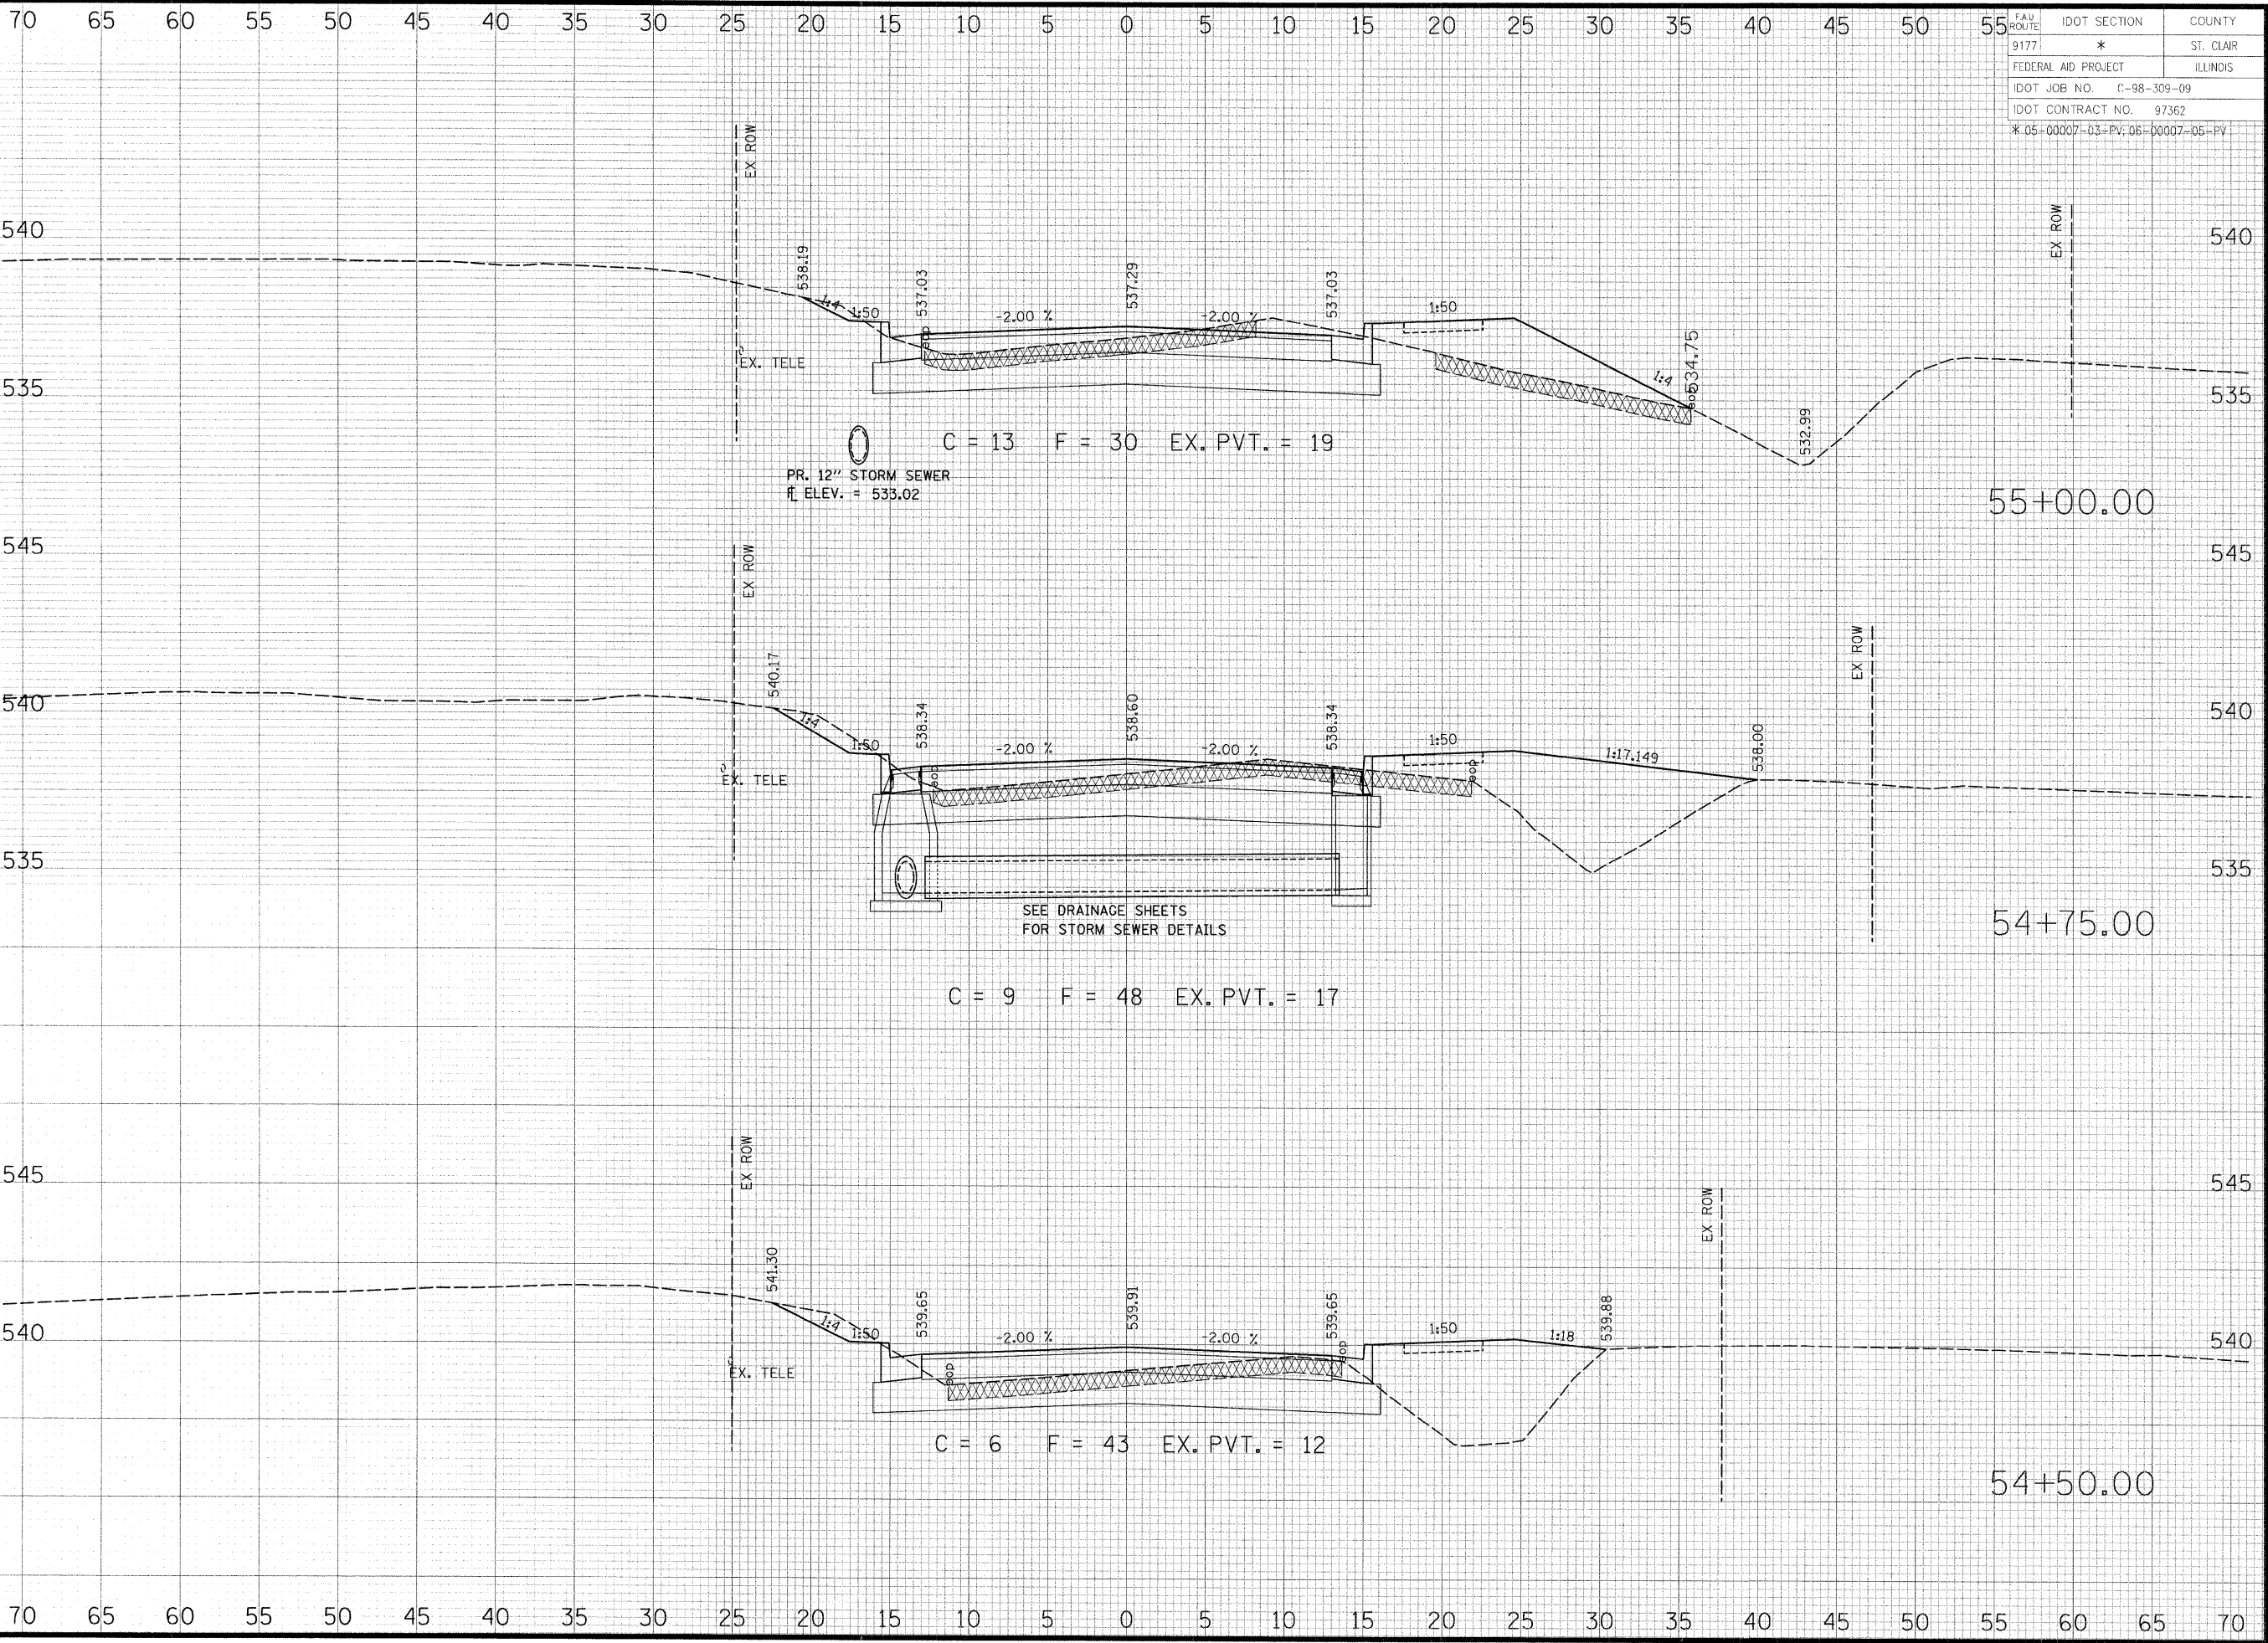 70 65 60 55 50 45 40 35 30 25 20 15 10 5 0 5 10 15 20 25 30 35 40 45 50 55
F.A.U ROUTE IDOT SECTION COUNTY
9177 * ST. CLAIR
FEDERAL AID PROJECT ILLINOIS
IDOT JOB NO. C-98-309-09
IDOT CONTRACT NO. 97362
* 05-00007-03-PV; 06-00007-05-PV
EX ROW
EX ROW
540 540
538.19 537.03 537.29 537.03
1:4 1:50 -2.00 % -2.00 % 1:50
eop
EX. TELE
1:4 534.75
eop
535 535
532.99
C = 13 F = 30 EX. PVT. = 19
PR. 12" STORM SEWER
FL ELEV. = 533.02
55+00.00
545 545
EX ROW
EX ROW
540.17
540 540
538.34 538.60 538.34 538.00
1:4 1:50 -2.00 % -2.00 % 1:50 1:17.149
eop eop
EX. TELE
535 535
SEE DRAINAGE SHEETS
FOR STORM SEWER DETAILS
54+75.00
C = 9 F = 48 EX. PVT. = 17
545 545
EX ROW
EX ROW
541.30 539.65 539.91 539.65 539.88
540 540
1:4 1:50 -2.00 % -2.00 % 1:50 1:18
eop eop
EX. TELE
C = 6 F = 43 EX. PVT. = 12
54+50.00
70 65 60 55 50 45 40 35 30 25 20 15 10 5 0 5 10 15 20 25 30 35 40 45 50 55 60 65 70